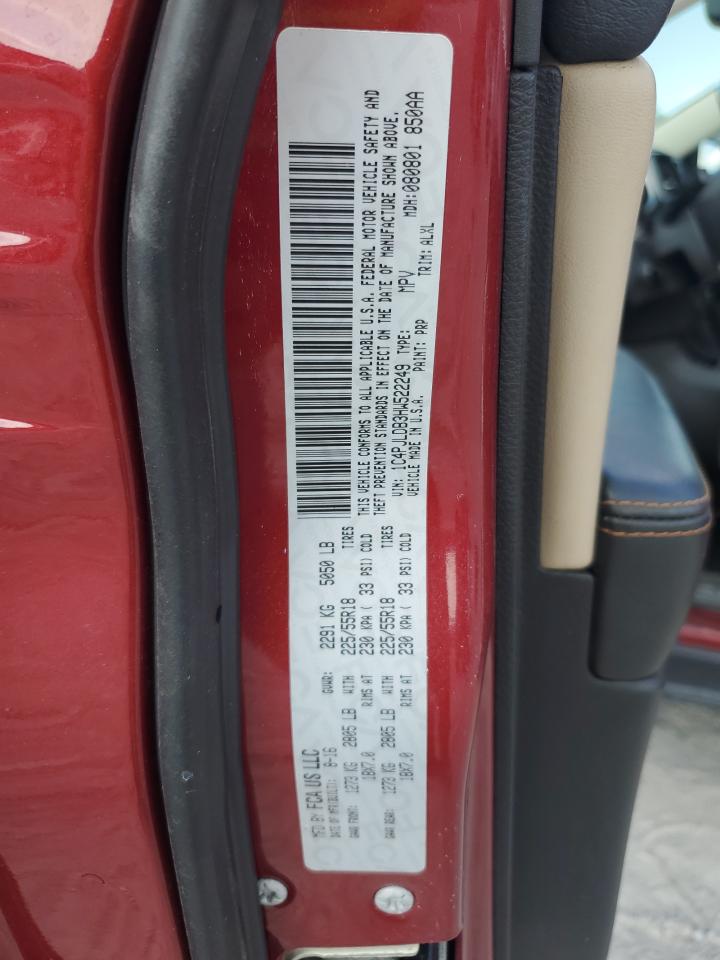 MFD BY: FCA US LLC
DATE OF MFR(BUILT): 8-16 GVWR: 2291 KG 5050 LB
GAWR FRONT: 1273 KG 2805 LB WITH 225/55R18 TIRES
18X7.0 RIMS AT 230 KPA ( 33 PSI) COLD
GAWR REAR: 1273 KG 2805 LB WITH 225/55R18 TIRES
18X7.0 RIMS AT 230 KPA ( 33 PSI) COLD
THIS VEHICLE CONFORMS TO ALL APPLICABLE U.S.A. FEDERAL MOTOR VEHICLE SAFETY AND
THEFT PREVENTION STANDARDS IN EFFECT ON THE DATE OF MANUFACTURE SHOWN ABOVE.
VIN: 1C4PJLDB3HW522249 TYPE: MPV MDH:080801 850AA
VEHICLE MADE IN U.S.A. PAINT: PRP TRIM: ALXL